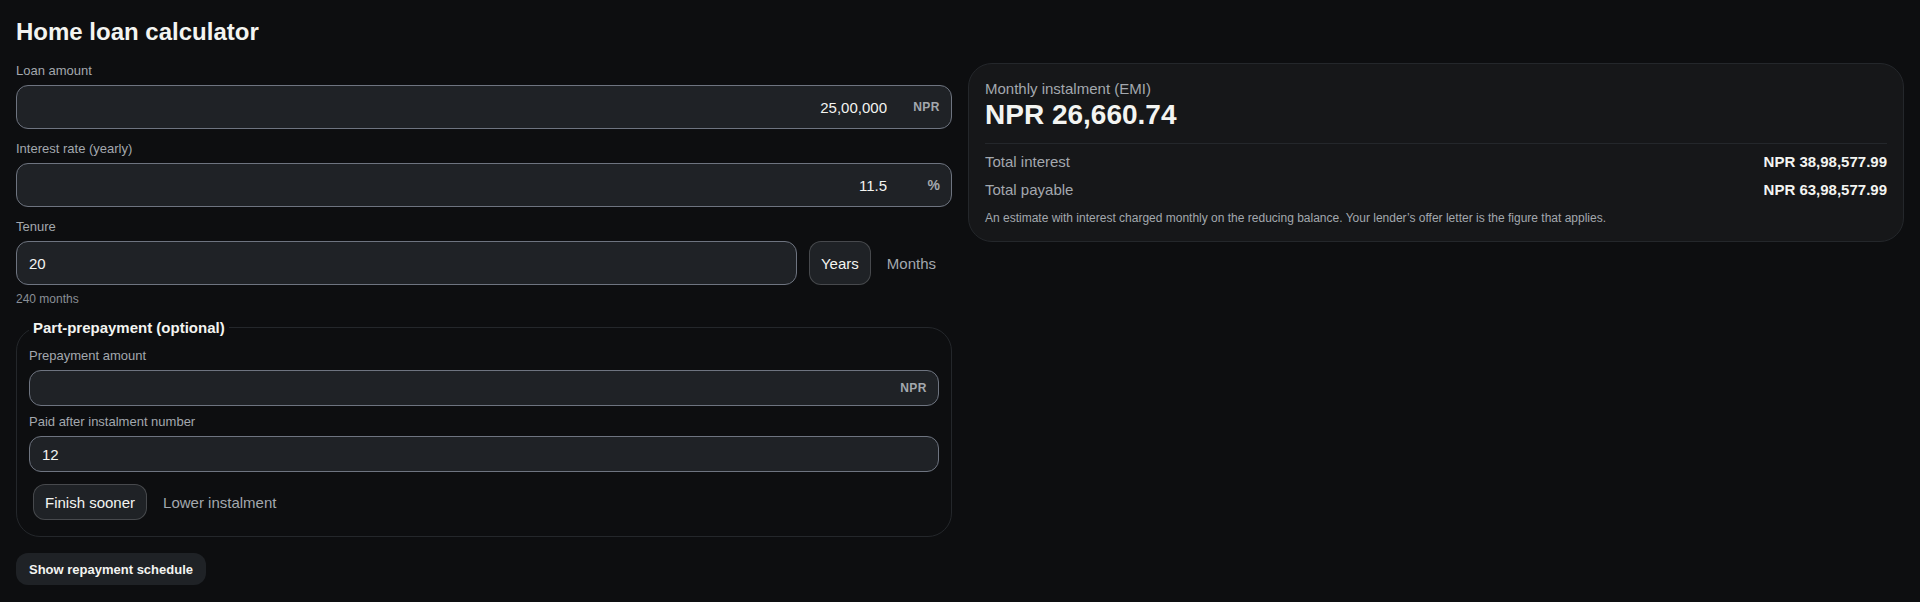 Home loan calculator
Loan amount
25,00,000 NPR
Interest rate (yearly)
11.5 %
Tenure
20 Years Months
240 months
Part-prepayment (optional)
Prepayment amount
NPR
Paid after instalment number
12
Finish sooner Lower instalment
Show repayment schedule
Monthly instalment (EMI)
NPR 26,660.74
Total interest NPR 38,98,577.99
Total payable NPR 63,98,577.99
An estimate with interest charged monthly on the reducing balance. Your lender’s offer letter is the figure that applies.